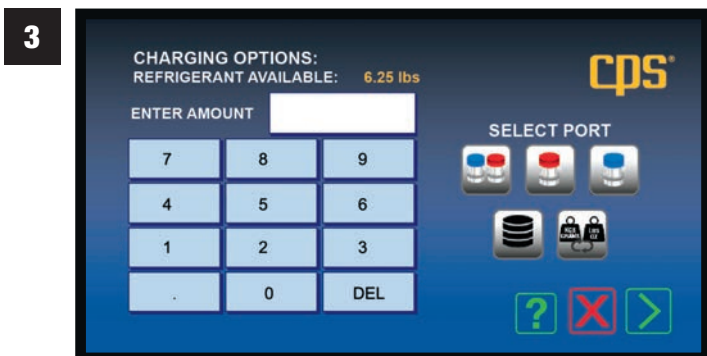 3
CHARGING OPTIONS:
REFRIGERANT AVAILABLE: 6.25 lbs
cps®
ENTER AMOUNT
SELECT PORT
7 8 9
4 5 6
1 2 3
. 0 DEL
?
X